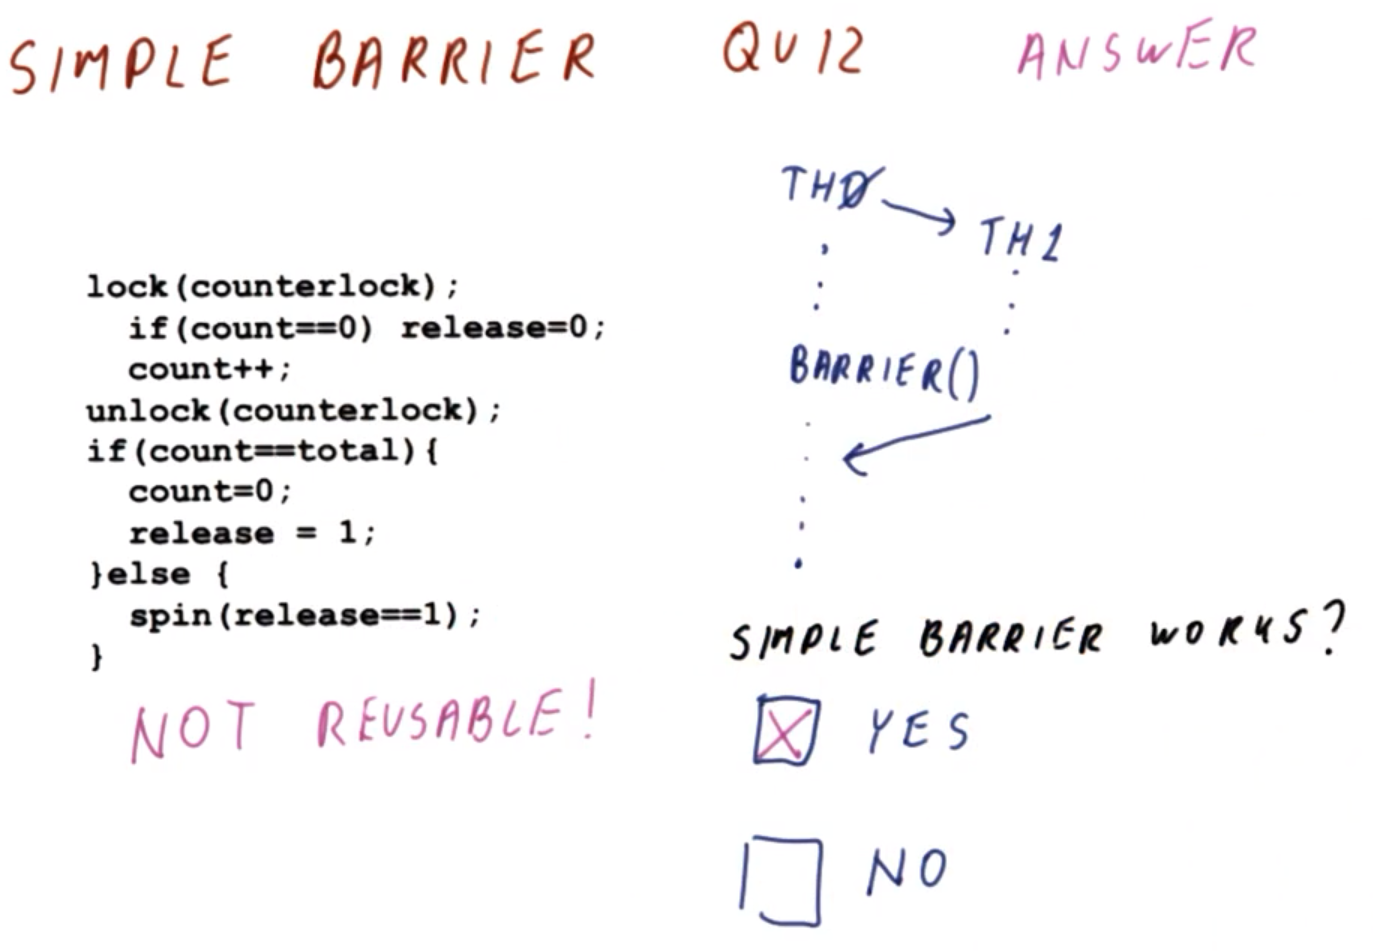 SIMPLE BARRIER QUIZ ANSWER
lock(counterlock);
if(count==0) release=0;
count++;
unlock(counterlock);
if(count==total){
count=0;
release = 1;
}else {
spin(release==1);
}
NOT REUSABLE!
TH0
TH1
BARRIER()
SIMPLE BARRIER WORKS?
YES
NO